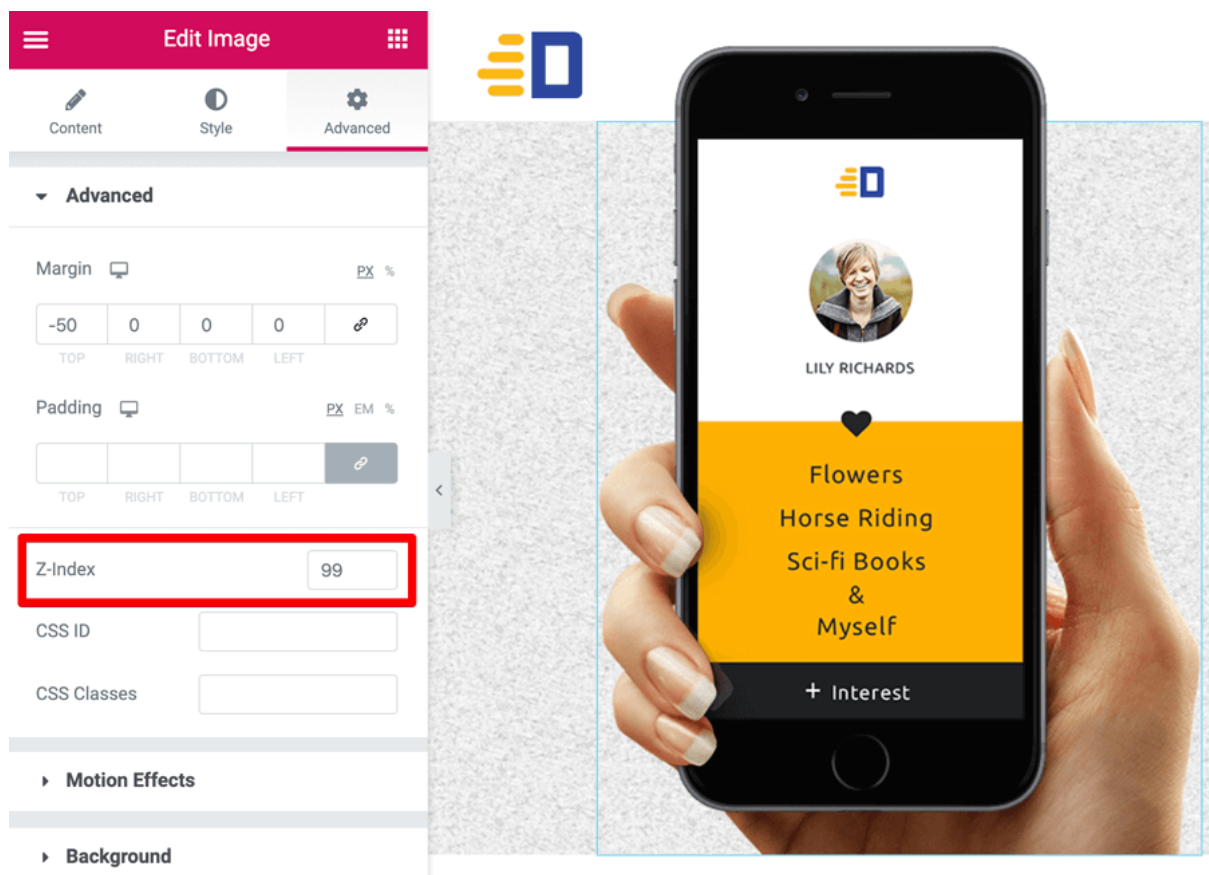 Edit Image
Content Style Advanced
Advanced
Margin PX %
-50 0 0 0
TOP RIGHT BOTTOM LEFT
Padding PX EM %
TOP RIGHT BOTTOM LEFT
Z-Index 99
CSS ID
CSS Classes
Motion Effects
Background
D
D
LILY RICHARDS
Flowers
Horse Riding
Sci-fi Books
&
Myself
+ Interest